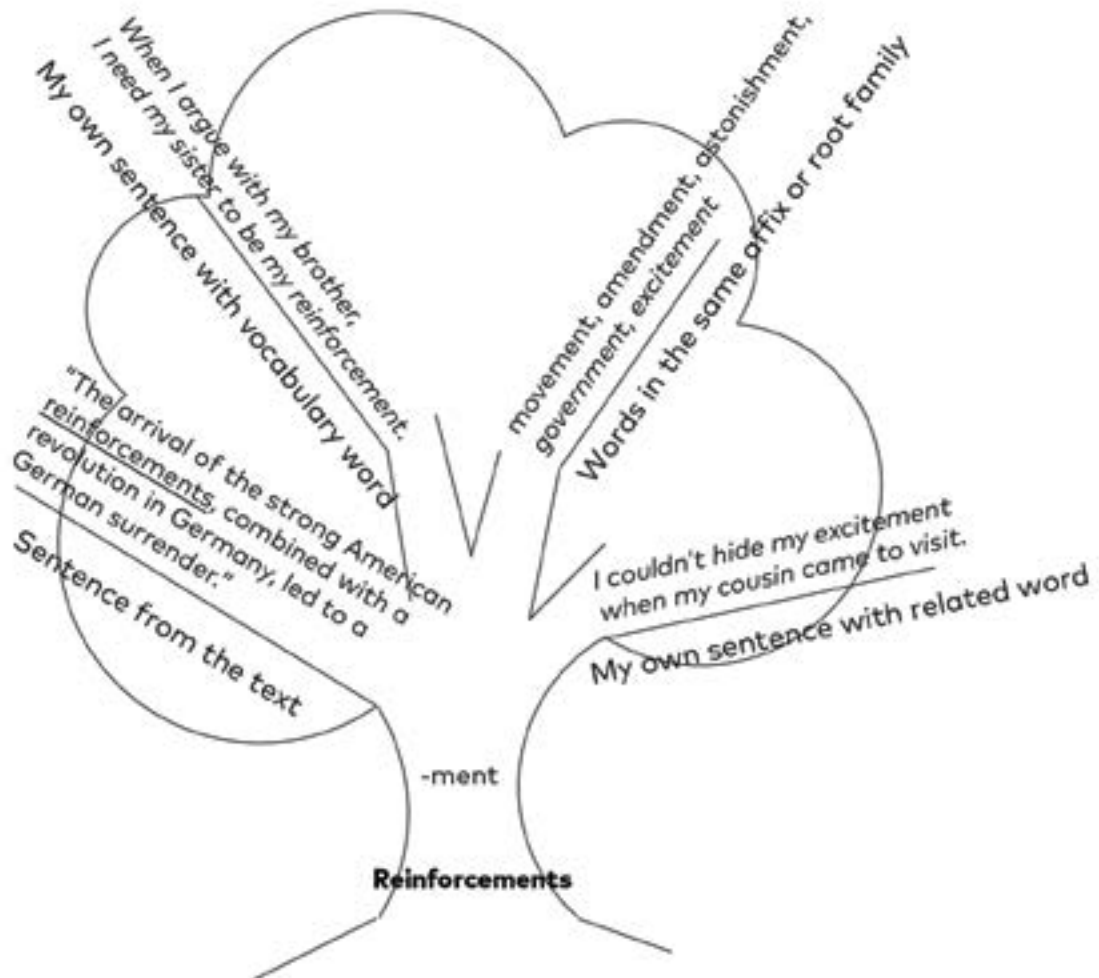 When I argue with my brother,
I need my sister to be my reinforcement.
My own sentence with vocabulary word
movement, amendment, astonishment,
government, excitement
Words in the same affix or root family
"The arrival of the strong American
reinforcements, combined with a
revolution in Germany, led to a
German surrender."
Sentence from the text
I couldn't hide my excitement
when my cousin came to visit.
My own sentence with related word
-ment
Reinforcements